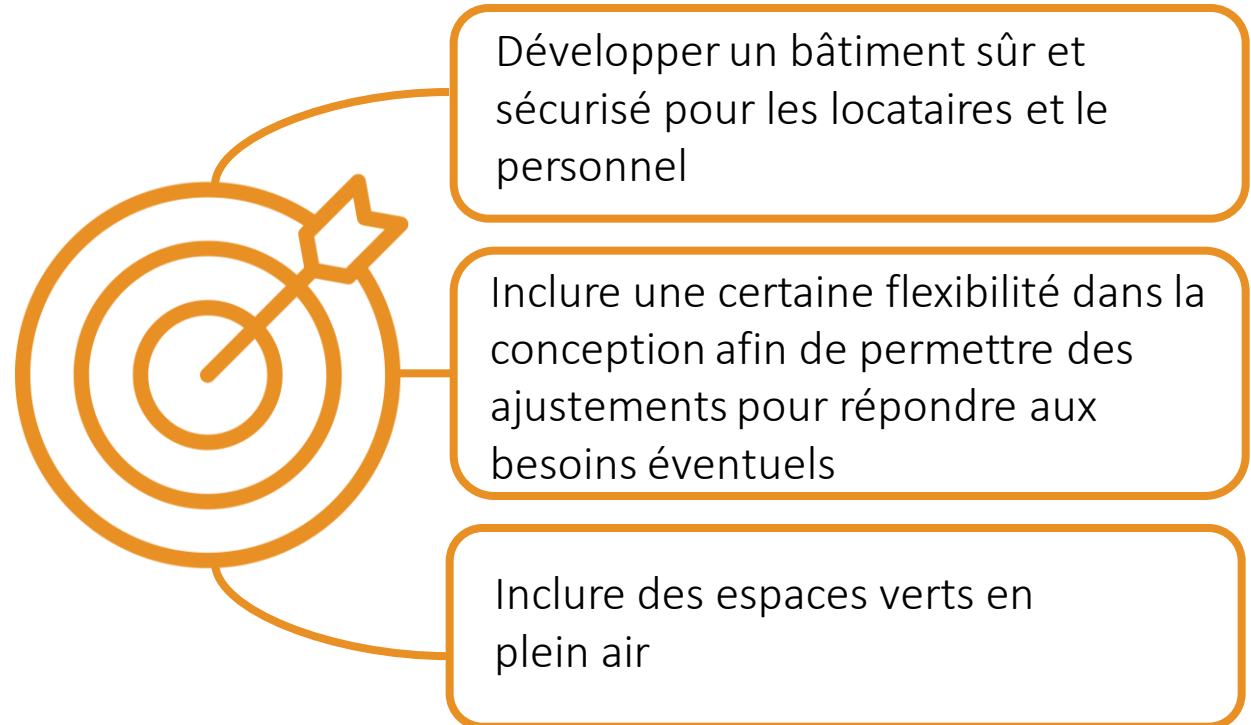 Développer un bâtiment sûr et
sécurisé pour les locataires et le
personnel
Inclure une certaine flexibilité dans la
conception afin de permettre des
ajustements pour répondre aux
besoins éventuels
Inclure des espaces verts en
plein air